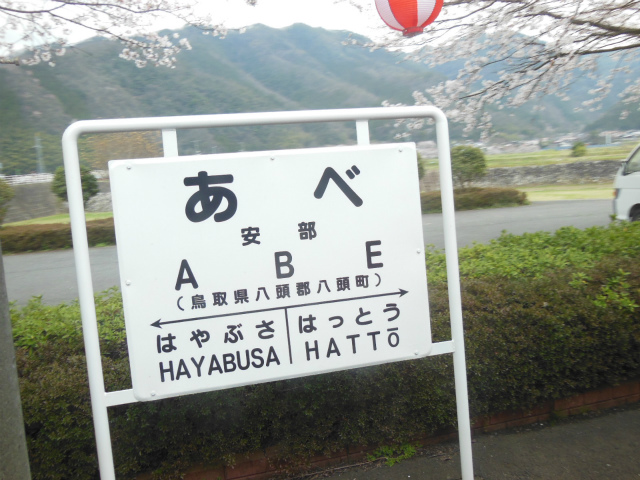 あべ
安部
ABE
(鳥取県八頭郡八頭町)
はやぶさ はっとう
HAYABUSA HATTŌ